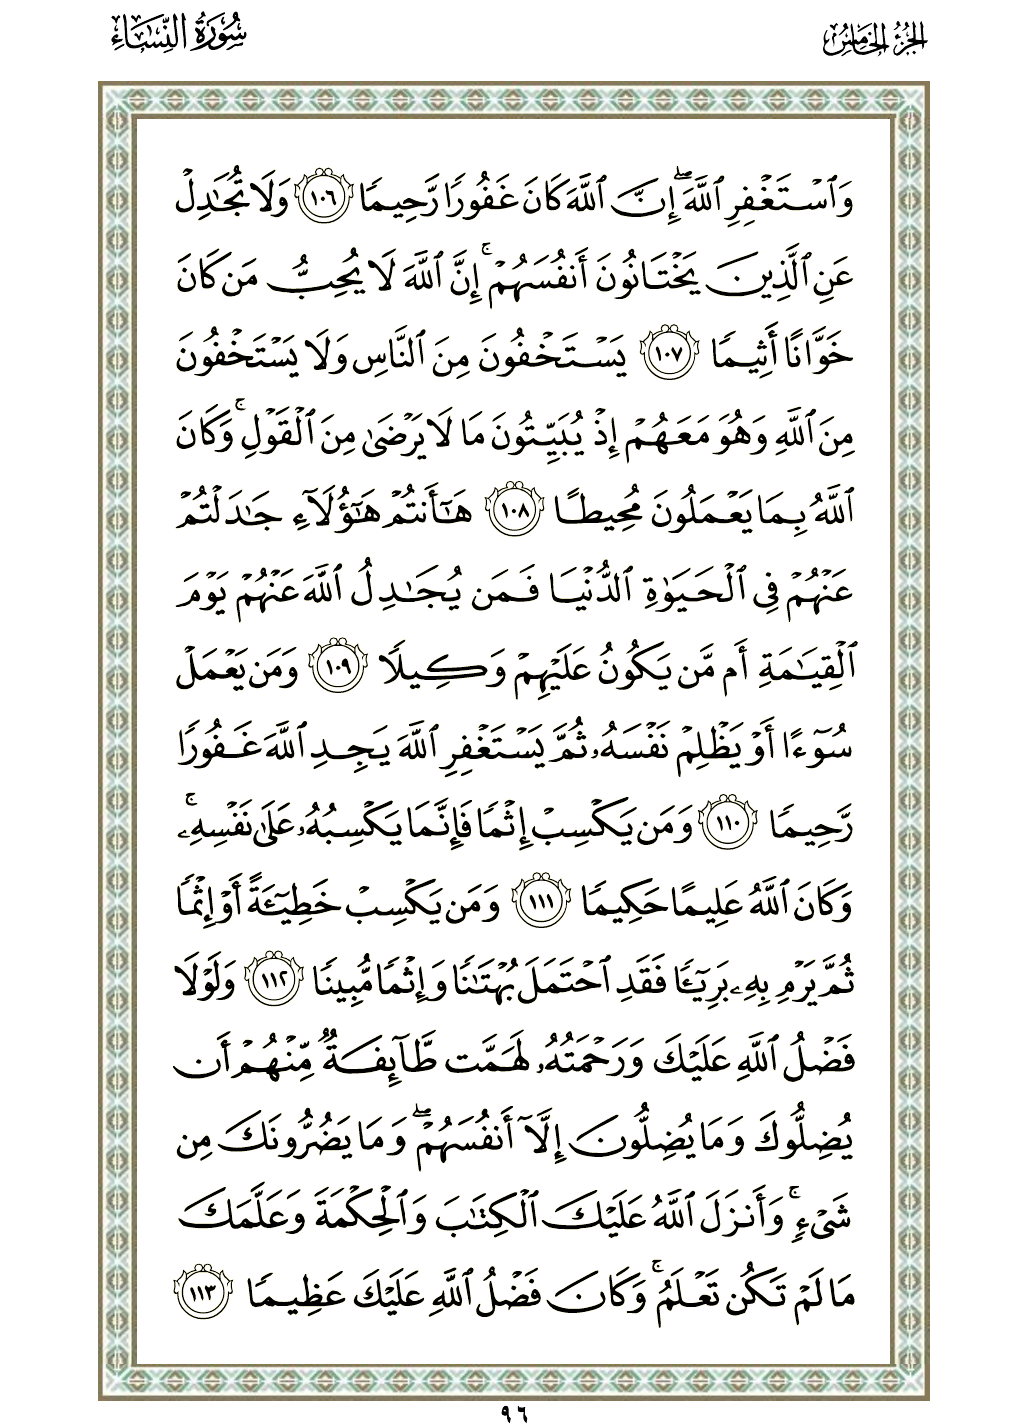 الجزء الخامس
سورة النساء
وَٱسۡتَغۡفِرِ ٱللَّهَۖ إِنَّ ٱللَّهَ كَانَ غَفُورٗا رَّحِيمٗا ١٠٦ وَلَا تُجَٰدِلۡ
عَنِ ٱلَّذِينَ يَخۡتَانُونَ أَنفُسَهُمۡۚ إِنَّ ٱللَّهَ لَا يُحِبُّ مَن كَانَ
خَوَّانًا أَثِيمٗا ١٠٧ يَسۡتَخۡفُونَ مِنَ ٱلنَّاسِ وَلَا يَسۡتَخۡفُونَ
مِنَ ٱللَّهِ وَهُوَ مَعَهُمۡ إِذۡ يُبَيِّتُونَ مَا لَا يَرۡضَىٰ مِنَ ٱلۡقَوۡلِۚ وَكَانَ
ٱللَّهُ بِمَا يَعۡمَلُونَ مُحِيطًا ١٠٨ هَٰٓأَنتُمۡ هَٰٓؤُلَآءِ جَٰدَلۡتُمۡ
عَنۡهُمۡ فِي ٱلۡحَيَوٰةِ ٱلدُّنۡيَا فَمَن يُجَٰدِلُ ٱللَّهَ عَنۡهُمۡ يَوۡمَ
ٱلۡقِيَٰمَةِ أَم مَّن يَكُونُ عَلَيۡهِمۡ وَكِيلٗا ١٠٩ وَمَن يَعۡمَلۡ
سُوٓءًا أَوۡ يَظۡلِمۡ نَفۡسَهُۥ ثُمَّ يَسۡتَغۡفِرِ ٱللَّهَ يَجِدِ ٱللَّهَ غَفُورٗا
رَّحِيمٗا ١١٠ وَمَن يَكۡسِبۡ إِثۡمٗا فَإِنَّمَا يَكۡسِبُهُۥ عَلَىٰ نَفۡسِهِۦۚ
وَكَانَ ٱللَّهُ عَلِيمًا حَكِيمٗا ١١١ وَمَن يَكۡسِبۡ خَطِيٓـَٔةً أَوۡ إِثۡمٗا
ثُمَّ يَرۡمِ بِهِۦ بَرِيٓـٔٗا فَقَدِ ٱحۡتَمَلَ بُهۡتَٰنٗا وَإِثۡمٗا مُّبِينٗا ١١٢ وَلَوۡلَا
فَضۡلُ ٱللَّهِ عَلَيۡكَ وَرَحۡمَتُهُۥ لَهَمَّت طَّآئِفَةٞ مِّنۡهُمۡ أَن
يُضِلُّوكَ وَمَا يُضِلُّونَ إِلَّآ أَنفُسَهُمۡۖ وَمَا يَضُرُّونَكَ مِن
شَيۡءٖۚ وَأَنزَلَ ٱللَّهُ عَلَيۡكَ ٱلۡكِتَٰبَ وَٱلۡحِكۡمَةَ وَعَلَّمَكَ
مَا لَمۡ تَكُن تَعۡلَمُۚ وَكَانَ فَضۡلُ ٱللَّهِ عَلَيۡكَ عَظِيمٗا ١١٣
٩٦